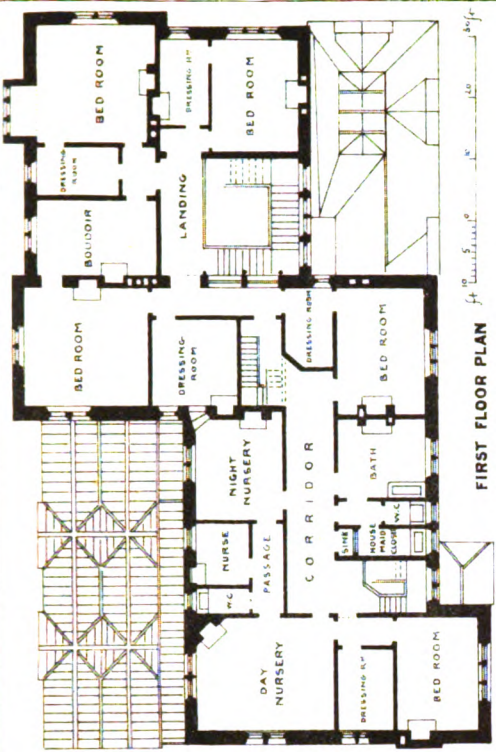 BED ROOM
DRESSING
ROOM
BOUDOIR
BED ROOM
DRESSING RM
BED ROOM
LANDING
DRESSING-
ROOM
NIGHT
NURSERY
NURSE
W.C.
PASSAGE
DAY
NURSERY
CORRIDOR
DRESSING ROOM
BED ROOM
BATH
W.C
SINK
HOUSE
MAID
CLOSET
DRESSING RM
BED ROOM
FIRST FLOOR PLAN
ft 10 5 0 10 20 30 ft